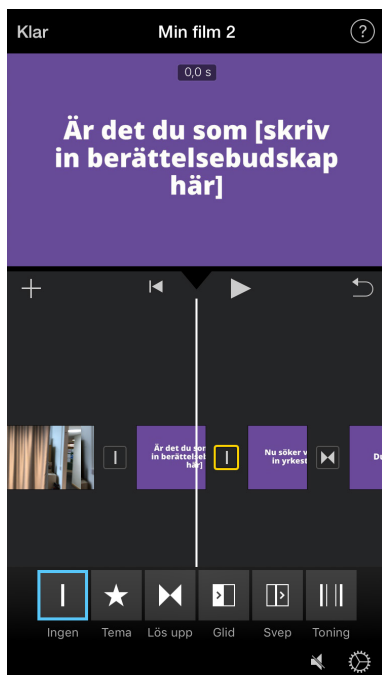 Klar
Min film 2
?
0,0 s
Är det du som [skriv
in berättelsebudskap
här]
Är det du som
in berättelsebu
här]
Nu söker v
in yrkest
Du
Ingen
Tema
Lös upp
Glid
Svep
Toning